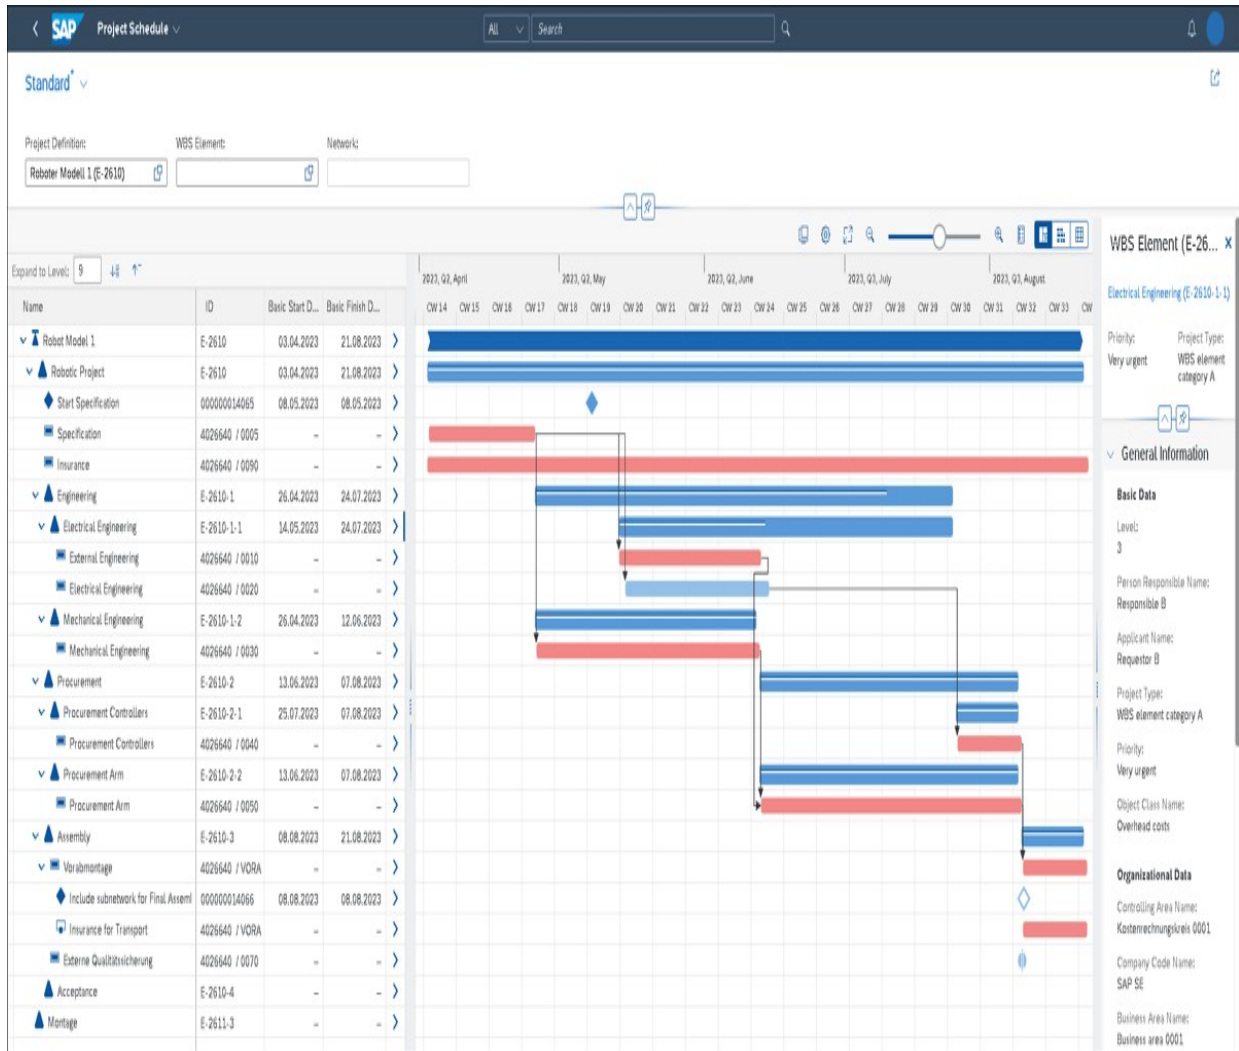 SAP Project Schedule
All Search
Standard*
Project Definition: WBS Element: Network:
Roboter Modell 1 (E-2610)
Expand to Level: 9
Name ID Basic Start D... Basic Finish D...
2023, Q2, April 2023, Q2, May 2023, Q2, June 2023, Q3, July 2023, Q3, August
CW 14 CW 15 CW 16 CW 17 CW 18 CW 19 CW 20 CW 21 CW 22 CW 23 CW 24 CW 25 CW 26 CW 27 CW 28 CW 29 CW 30 CW 31 CW 32 CW 33 CW
Robot Model 1 E-2610 03.04.2023 21.08.2023
Robotic Project E-2610 03.04.2023 21.08.2023
Start Specification 000000014065 08.05.2023 08.05.2023
Specification 4026640 / 0005 – –
Insurance 4026640 / 0090 – –
Engineering E-2610-1 26.04.2023 24.07.2023
Electrical Engineering E-2610-1-1 14.05.2023 24.07.2023
External Engineering 4026640 / 0010 – –
Electrical Engineering 4026640 / 0020 – –
Mechanical Engineering E-2610-1-2 26.04.2023 12.06.2023
Mechanical Engineering 4026640 / 0030 – –
Procurement E-2610-2 13.06.2023 07.08.2023
Procurement Controllers E-2610-2-1 25.07.2023 07.08.2023
Procurement Controllers 4026640 / 0040 – –
Procurement Arm E-2610-2-2 13.06.2023 07.08.2023
Procurement Arm 4026640 / 0050 – –
Assembly E-2610-3 08.08.2023 21.08.2023
Vorabmontage 4026640 / VORA – –
Include subnetwork for Final Asseml 000000014066 08.08.2023 08.08.2023
Insurance for Transport 4026640 / VORA – –
Externe Qualitätssicherung 4026640 / 0070 – –
Acceptance E-2610-4 – –
Montage E-2611-3 – –
WBS Element (E-26...
Electrical Engineering (E-2610-1-1)
Priority: Project Type:
Very urgent WBS element
category A
General Information
Basic Data
Level:
3
Person Responsible Name:
Responsible B
Applicant Name:
Requestor B
Project Type:
WBS element category A
Priority:
Very urgent
Object Class Name:
Overhead costs
Organizational Data
Controlling Area Name:
Kostenrechnungskreis 0001
Company Code Name:
SAP SE
Business Area Name:
Business area 0001